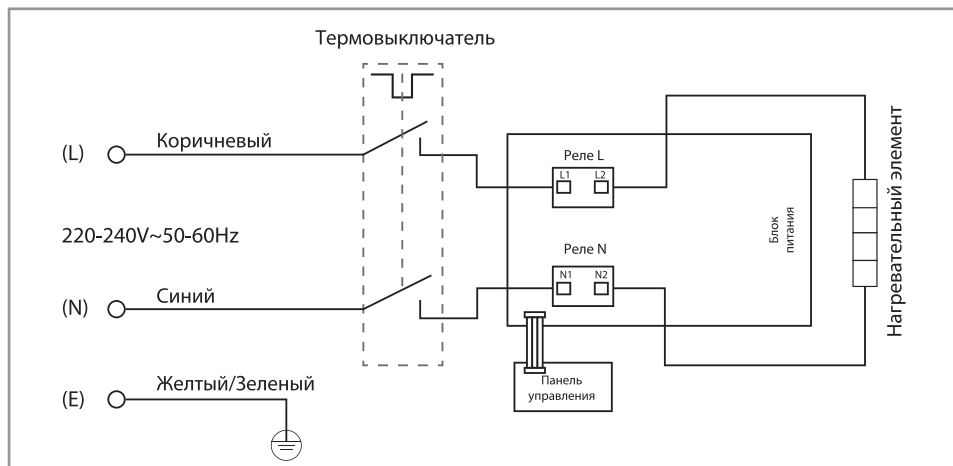 Термовыключатель
(L)
Коричневый
Реле L
L1
L2
220-240V~50-60Hz
Блок
питания
Нагревательный элемент
Реле N
N1
N2
(N)
Синий
Панель
управления
(E)
Желтый/Зеленый